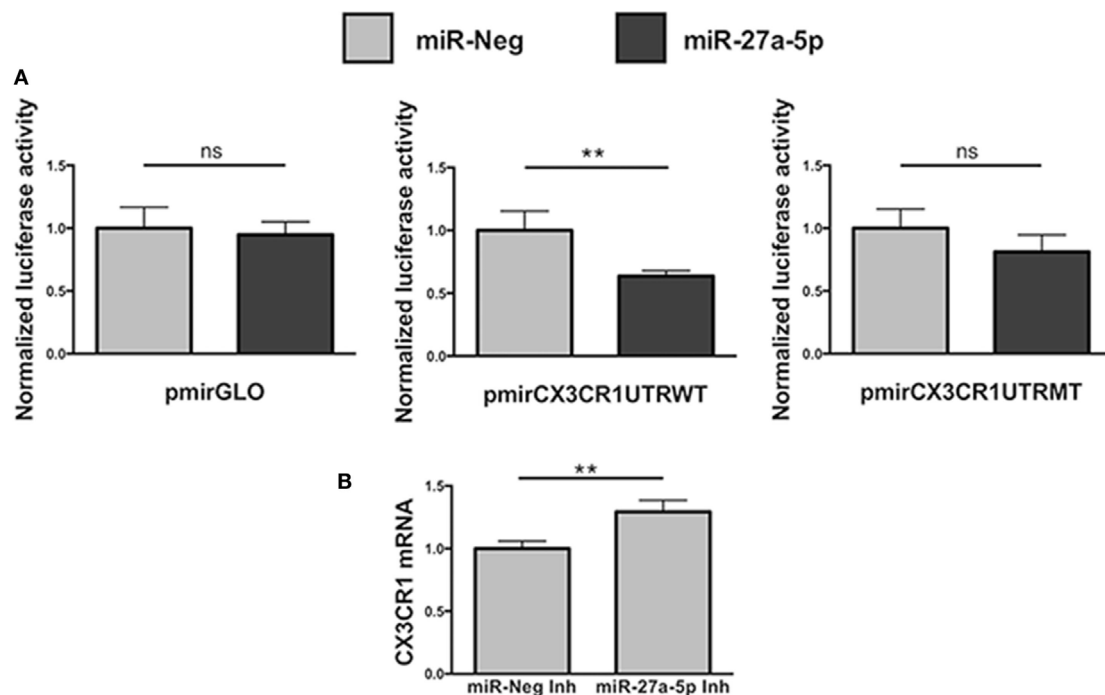 miR-Neg miR-27a-5p
A
Normalized luciferase activity
1.5
1.0
0.5
0.0
ns
pmirGLO
Normalized luciferase activity
1.5
1.0
0.5
0.0
**
pmirCX3CR1UTRWT
Normalized luciferase activity
1.5
1.0
0.5
0.0
ns
pmirCX3CR1UTRMT
B
CX3CR1 mRNA
1.5
1.0
0.5
0.0
**
miR-Neg Inh miR-27a-5p Inh